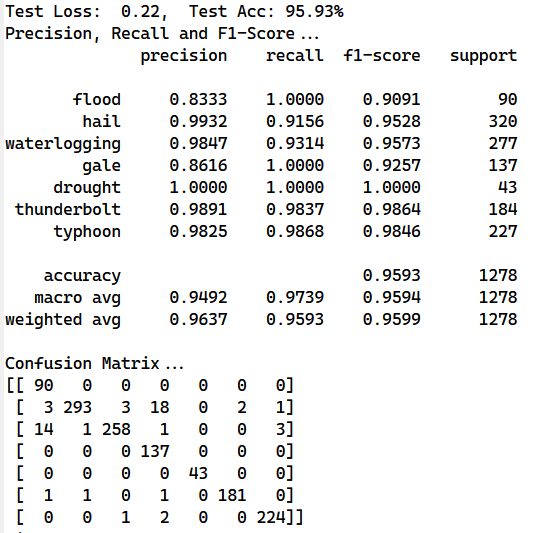 Test Loss:  0.22,  Test Acc: 95.93%
Precision, Recall and F1-Score...
              precision    recall  f1-score   support

       flood     0.8333    1.0000    0.9091        90
        hail     0.9932    0.9156    0.9528       320
waterlogging     0.9847    0.9314    0.9573       277
        gale     0.8616    1.0000    0.9257       137
     drought     1.0000    1.0000    1.0000        43
 thunderbolt     0.9891    0.9837    0.9864       184
     typhoon     0.9825    0.9868    0.9846       227

    accuracy                         0.9593      1278
   macro avg     0.9492    0.9739    0.9594      1278
weighted avg     0.9637    0.9593    0.9599      1278

Confusion Matrix...
[[ 90   0   0   0   0   0   0]
 [  3 293   3  18   0   2   1]
 [ 14   1 258   1   0   0   3]
 [  0   0   0 137   0   0   0]
 [  0   0   0   0  43   0   0]
 [  1   1   0   1   0 181   0]
 [  0   0   1   2   0   0 224]]